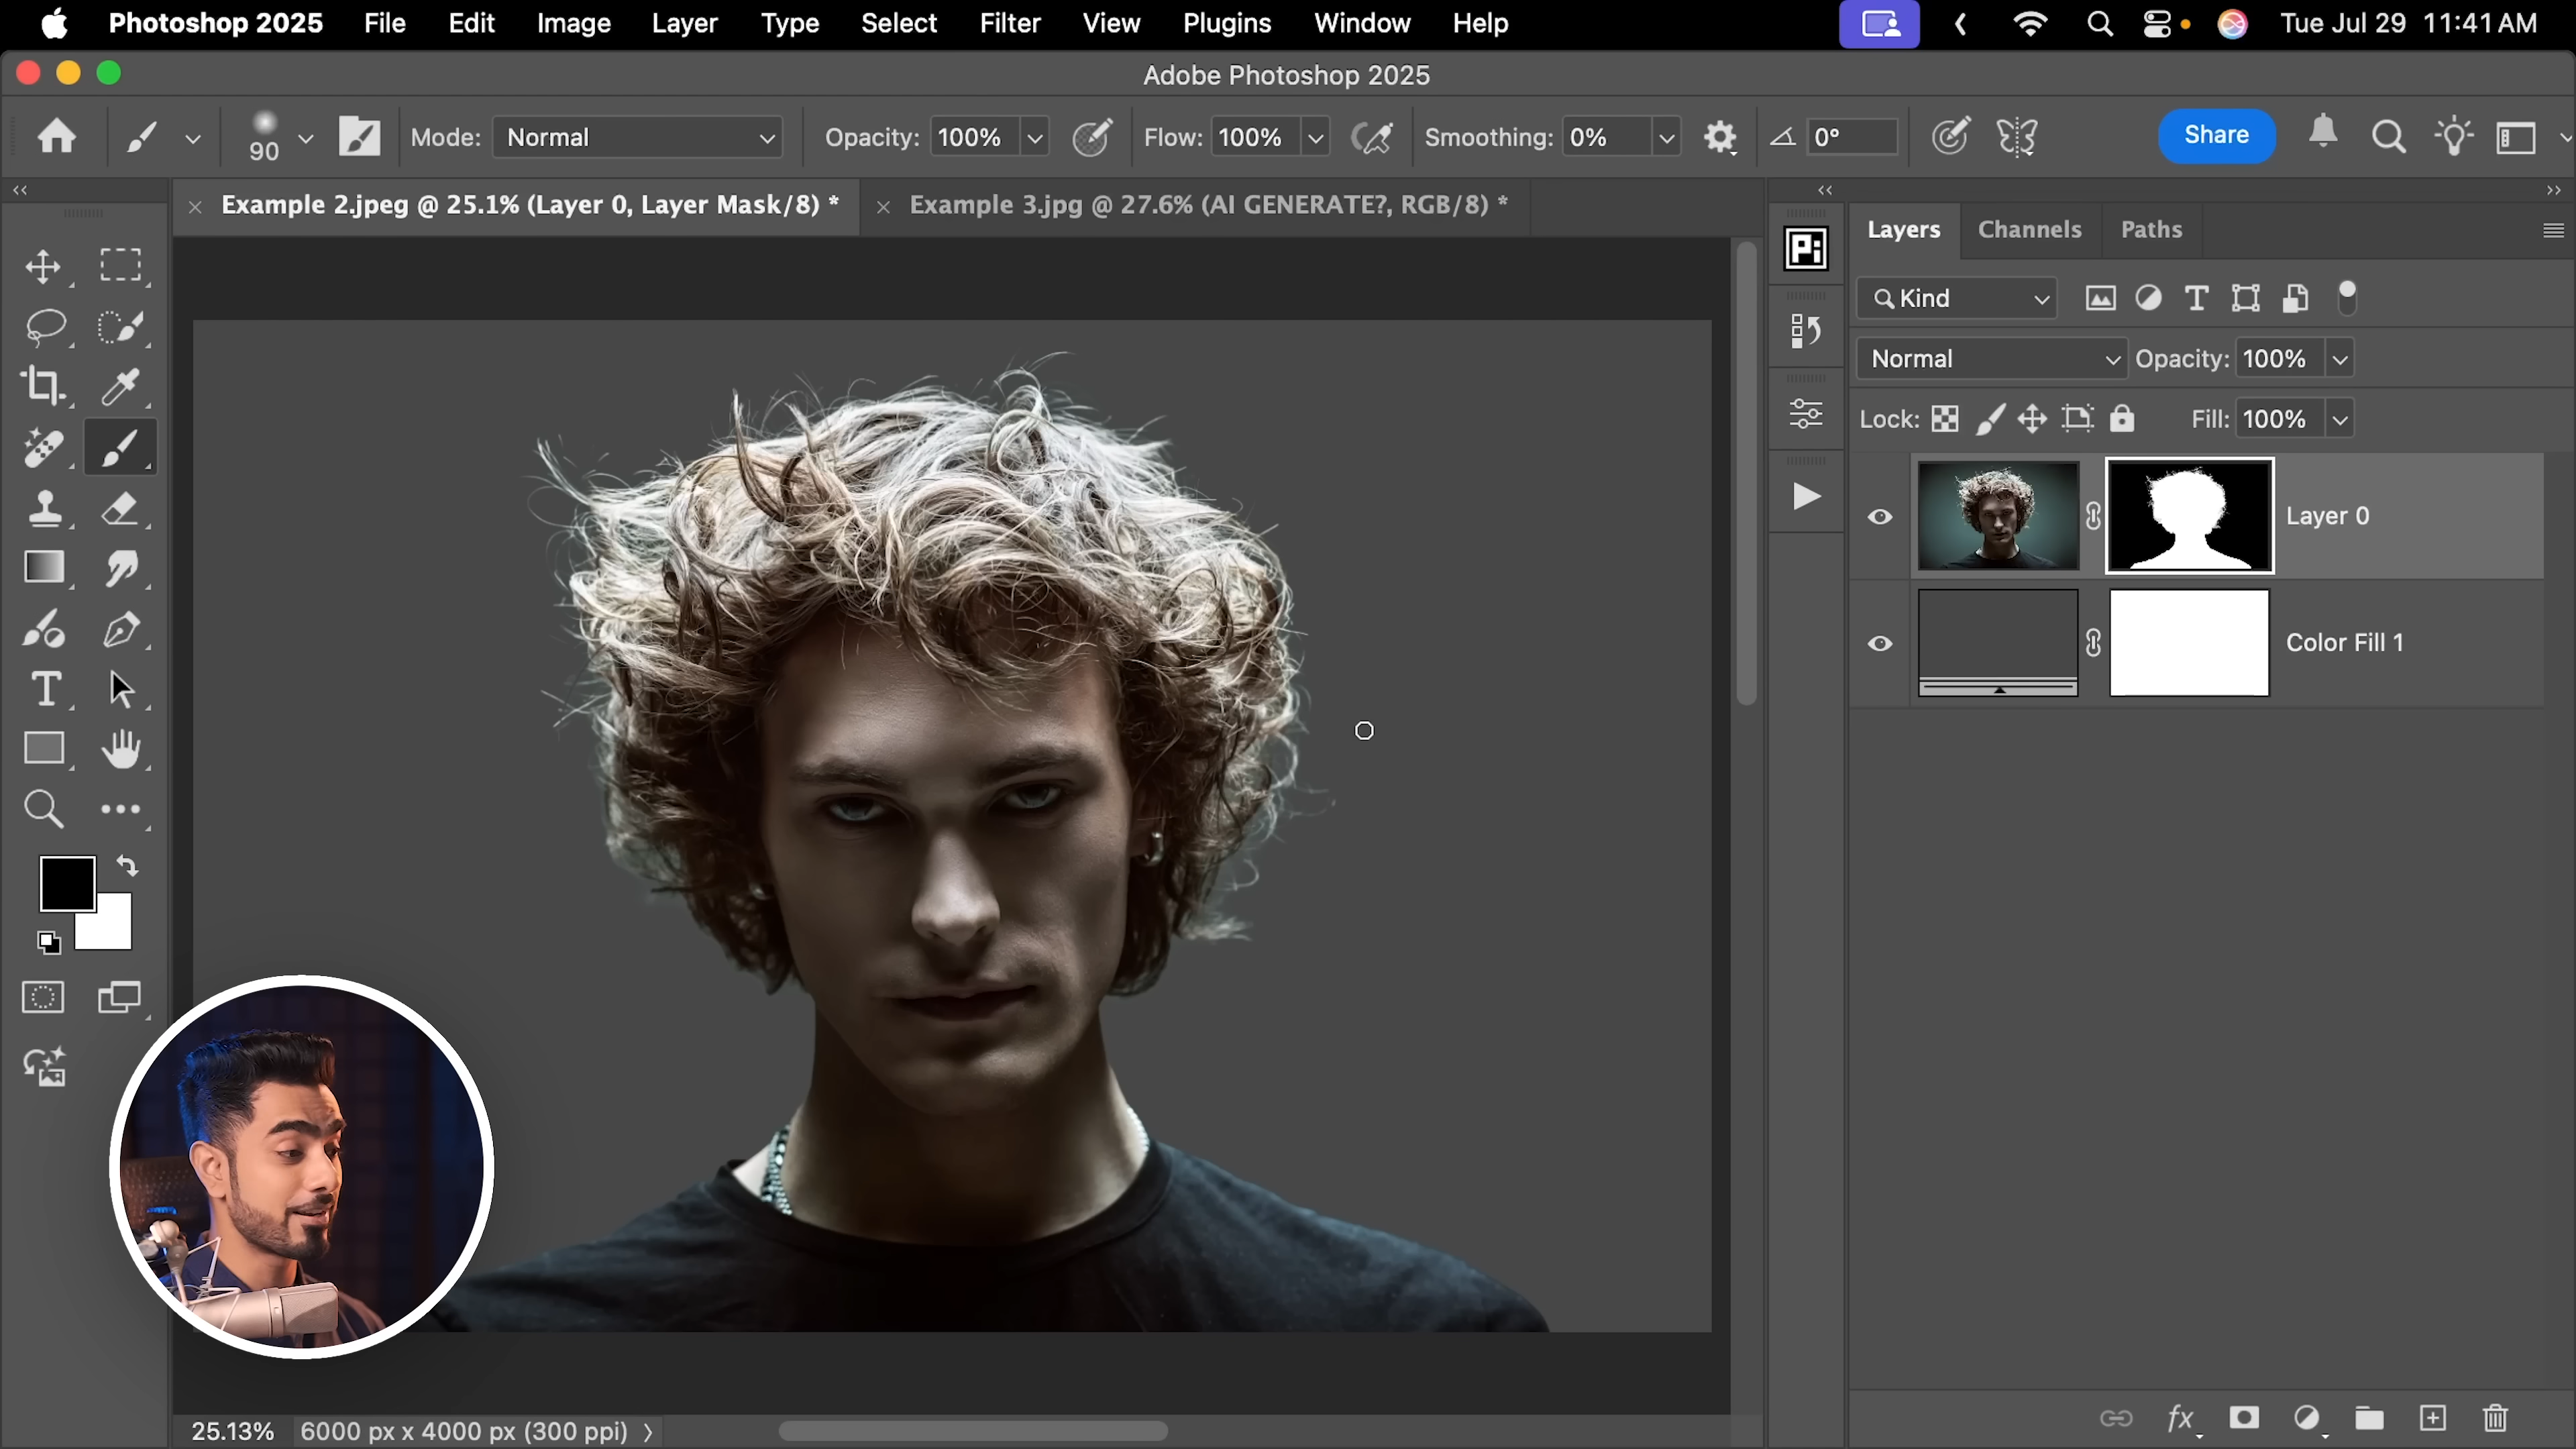 Photoshop 2025 File Edit Image Layer Type Select Filter View Plugins Window Help Tue Jul 29 11:41 AM
Adobe Photoshop 2025
90 Mode: Normal Opacity: 100% Flow: 100% Smoothing: 0% 0° Share
Example 2.jpeg @ 25.1% (Layer 0, Layer Mask/8) * Example 3.jpg @ 27.6% (AI GENERATE?, RGB/8) *
Layers Channels Paths
Pi
Kind
Normal Opacity: 100%
Lock: Fill: 100%
Layer 0
Color Fill 1
25.13% 6000 px x 4000 px (300 ppi)
fx